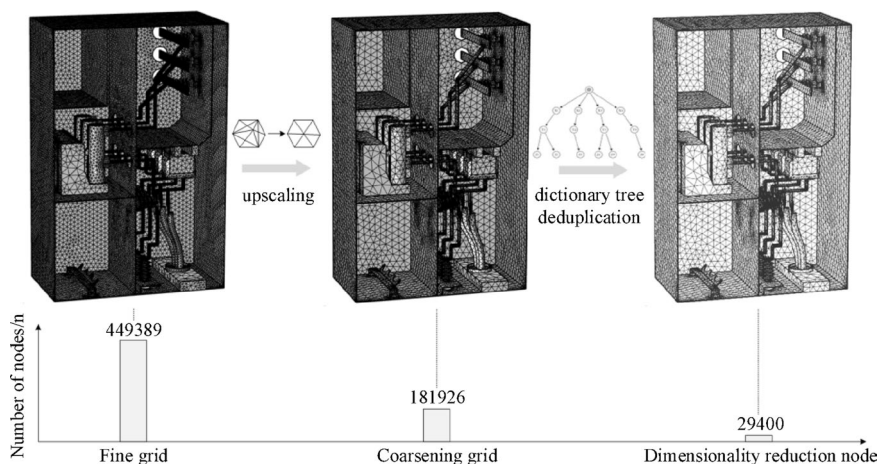 upscaling
dictionary tree
deduplication
Number of nodes/n
449389
181926
29400
Fine grid
Coarsening grid
Dimensionality reduction node